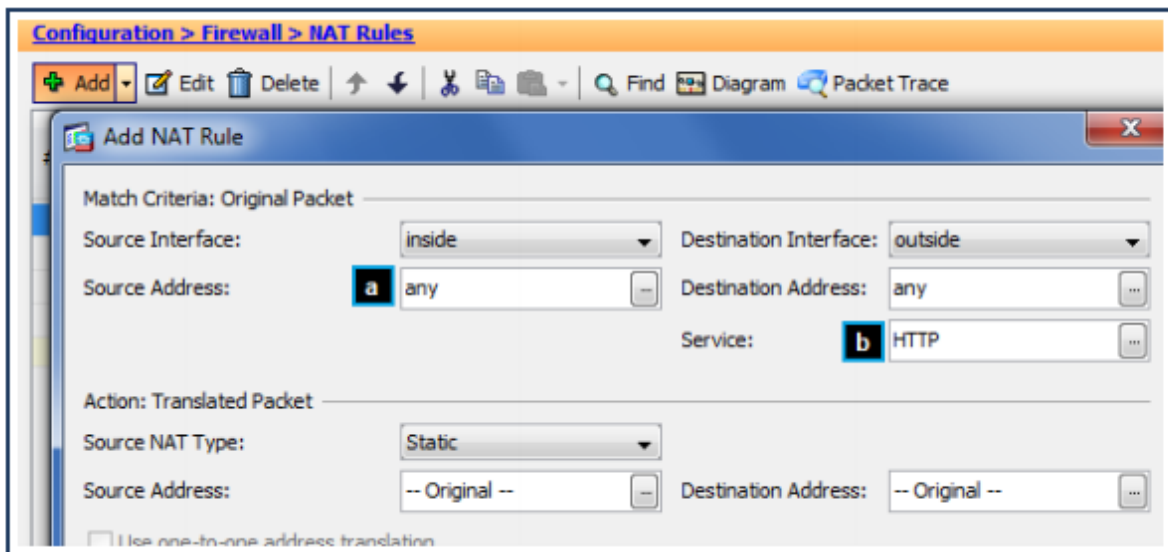 Configuration > Firewall > NAT Rules
Add Edit Delete Find Diagram Packet Trace
Add NAT Rule
Match Criteria: Original Packet
Source Interface: inside Destination Interface: outside
Source Address: a any Destination Address: any
Service: b HTTP
Action: Translated Packet
Source NAT Type: Static
Source Address: -- Original -- Destination Address: -- Original --
Use one-to-one address translation